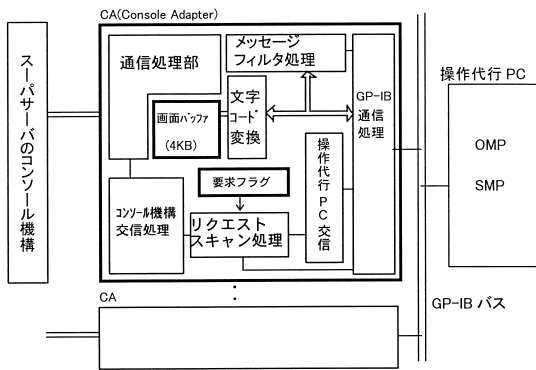 CA(Console Adapter)
スーパサーバのコンソール機構
通信処理部
メッセージ
フィルタ処理
画面バッファ
(4KB)
文字
コード
変換
GP-IB
通信
処理
要求フラグ
操作代行PC交信
コンソール機構
交信処理
リクエスト
スキャン処理
操作代行 PC
OMP
SMP
CA
GP-IB バス